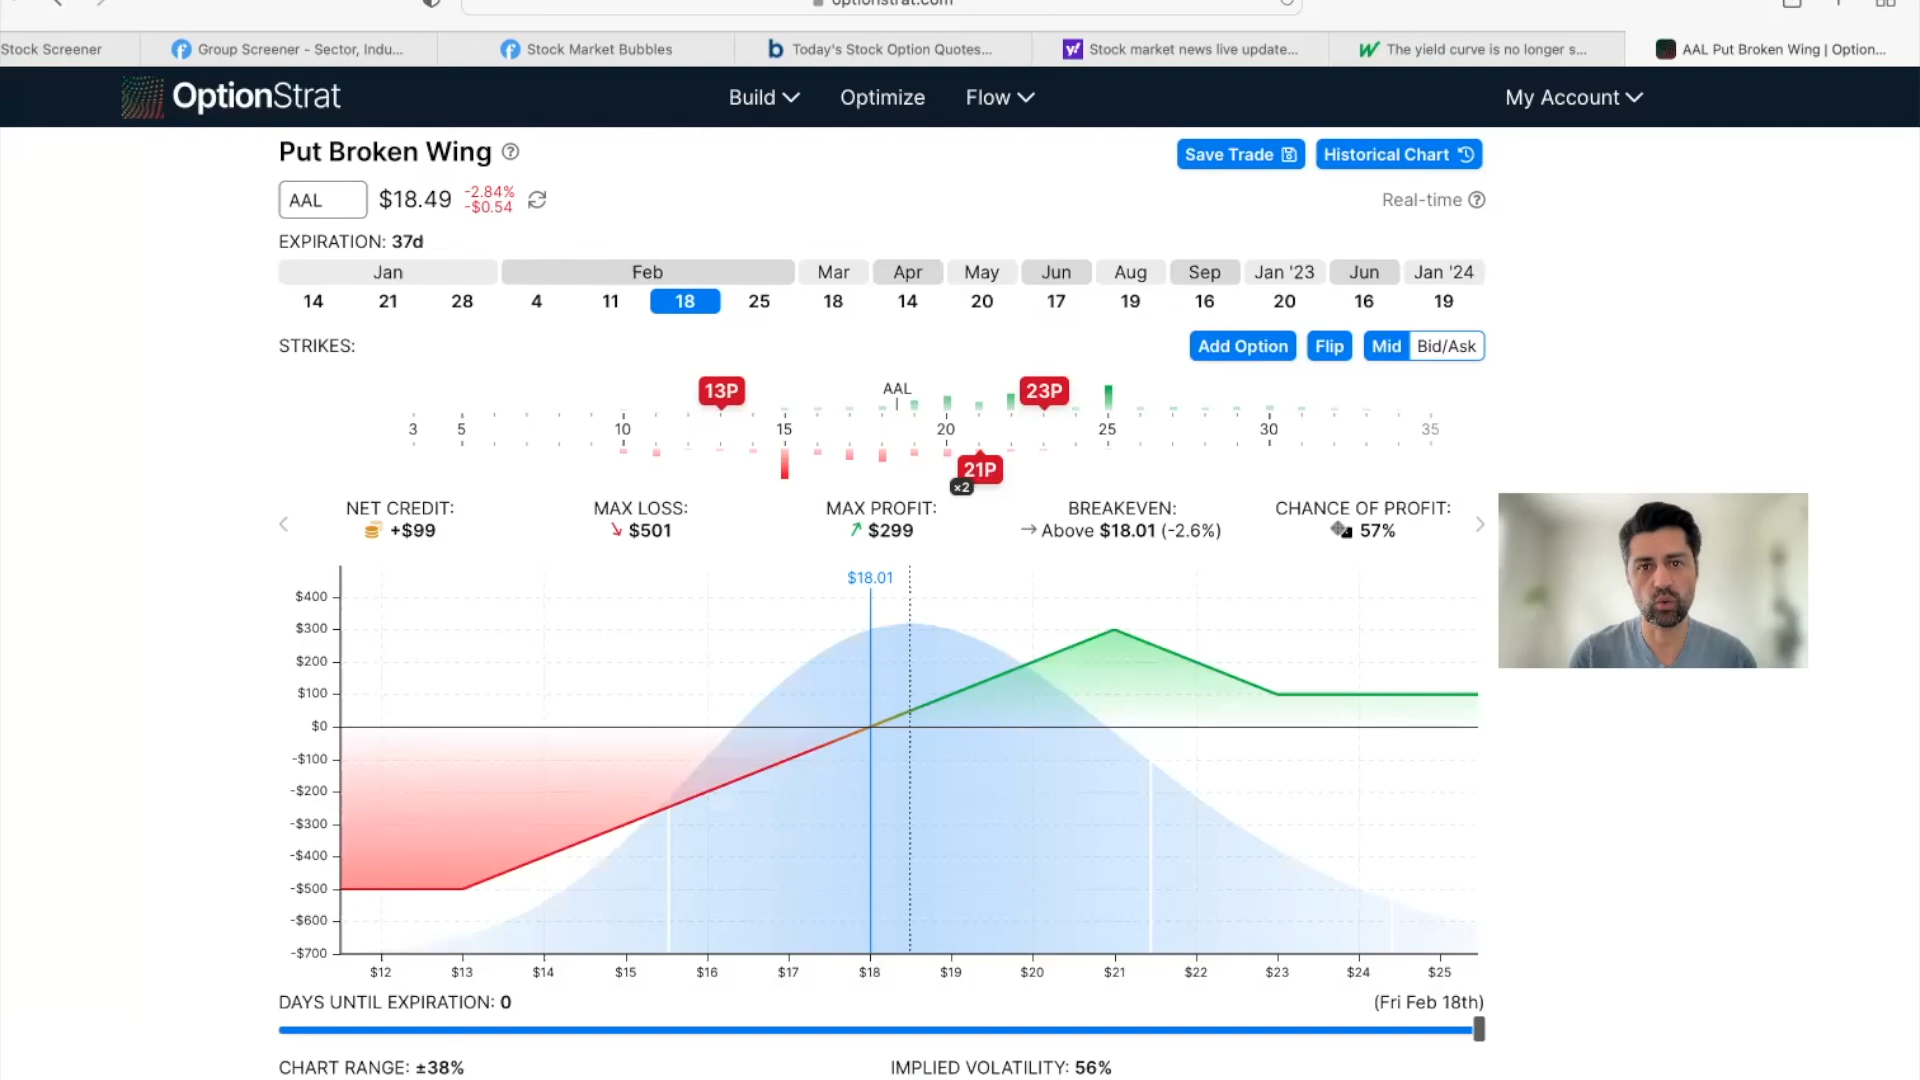 optionstrat.com
Stock Screener
Group Screener - Sector, Indu...
Stock Market Bubbles
Today's Stock Option Quotes...
Stock market news live update...
The yield curve is no longer s...
AAL Put Broken Wing | Option...
OptionStrat
Build
Optimize
Flow
My Account
Put Broken Wing
Save Trade
Historical Chart
AAL
$18.49
-2.84%
-$0.54
Real-time
EXPIRATION: 37d
Jan Feb Mar Apr May Jun Aug Sep Jan '23 Jun Jan '24
14 21 28 4 11 18 25 18 14 20 17 19 16 20 16 19
STRIKES:
Add Option
Flip
Mid
Bid/Ask
13P
AAL
23P
3 5 10 15 20 25 30 35
21P
x2
NET CREDIT: MAX LOSS: MAX PROFIT: BREAKEVEN: CHANCE OF PROFIT:
+$99 $501 $299 Above $18.01 (-2.6%) 57%
$18.01
$400
$300
$200
$100
$0
-$100
-$200
-$300
-$400
-$500
-$600
-$700
$12 $13 $14 $15 $16 $17 $18 $19 $20 $21 $22 $23 $24 $25
DAYS UNTIL EXPIRATION: 0
(Fri Feb 18th)
CHART RANGE: ±38%
IMPLIED VOLATILITY: 56%